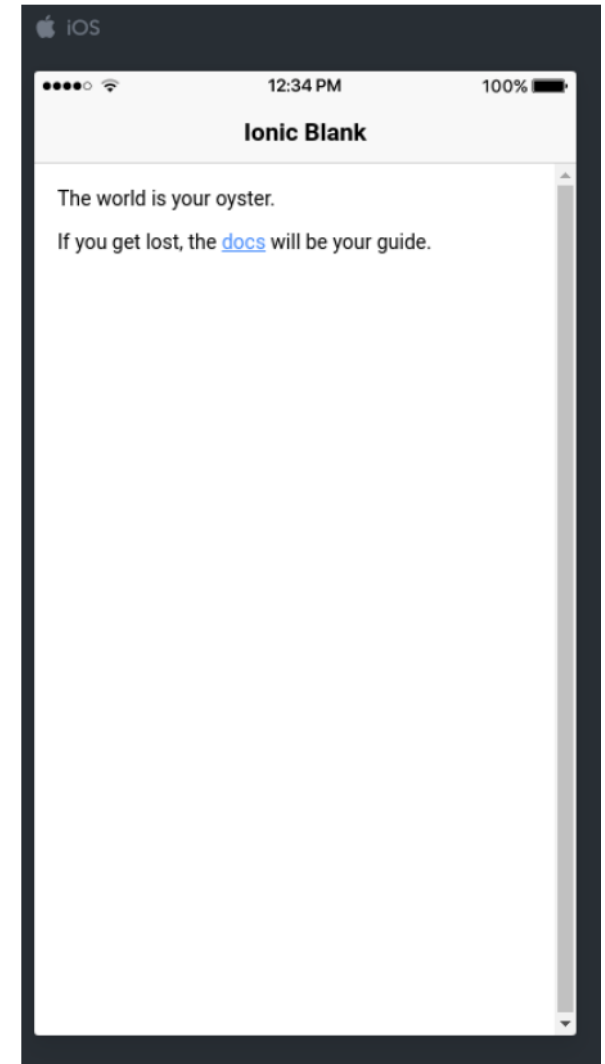 iOS
12:34 PM 100%
Ionic Blank
The world is your oyster.
If you get lost, the docs will be your guide.